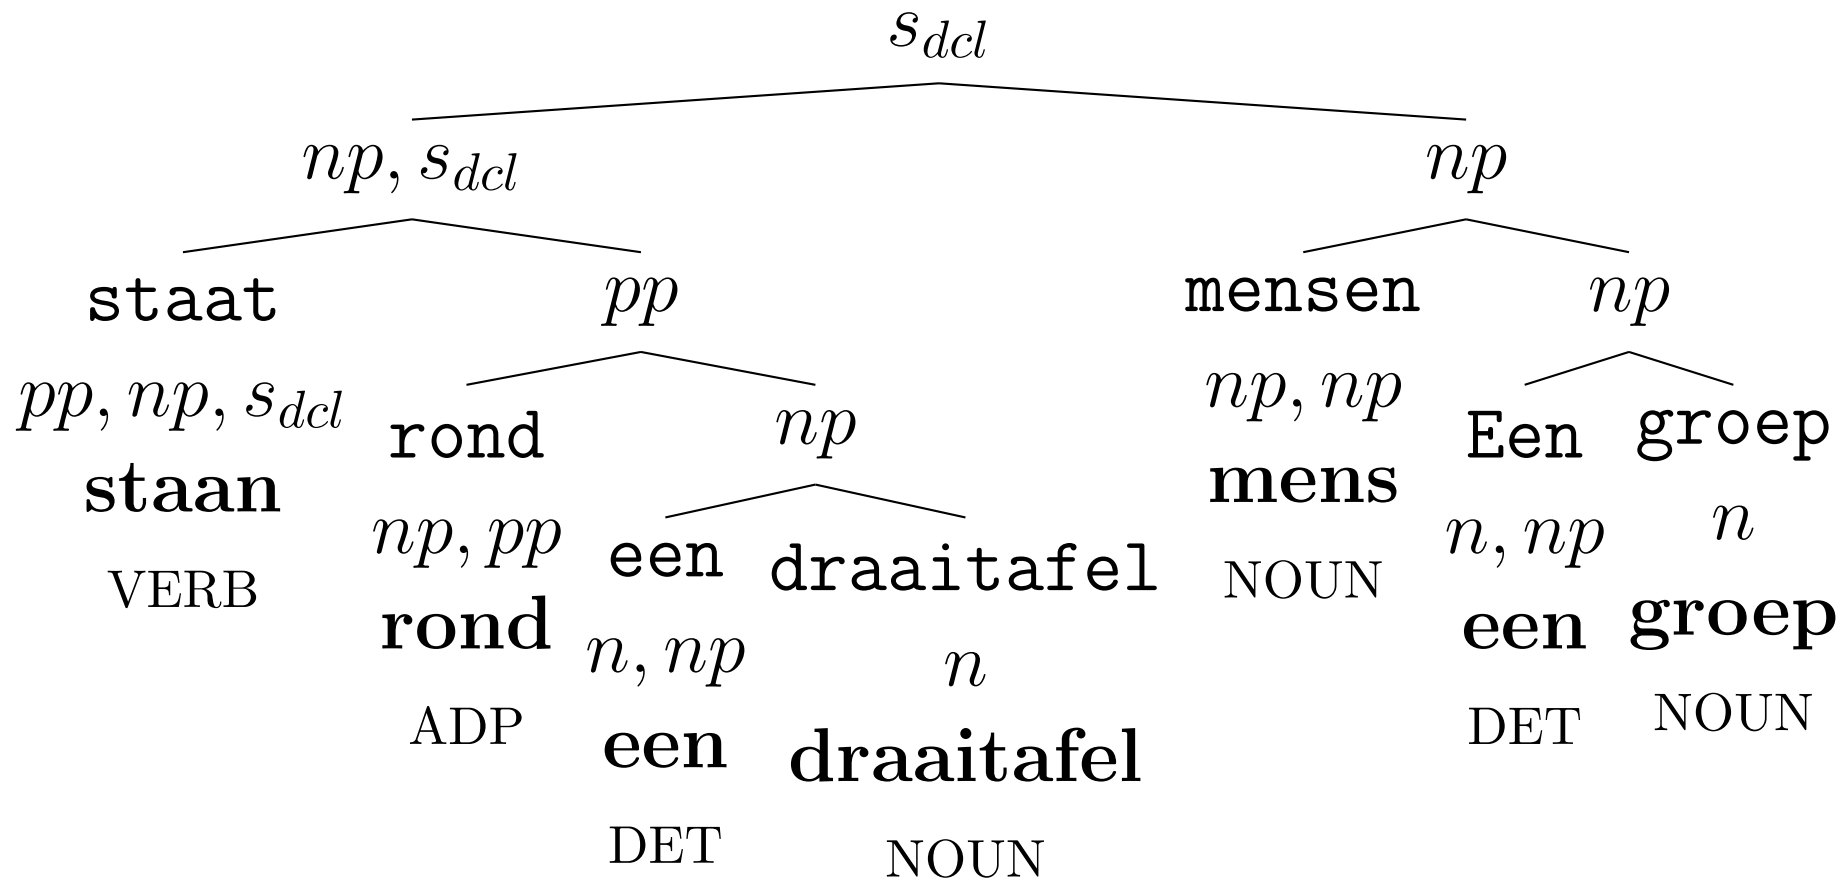 s_dcl
np, s_dcl
np
staat
pp, np, s_dcl
staan
VERB
pp
rond
np, pp
rond
ADP
np
een
n, np
een
DET
draaitafel
n
draaitafel
NOUN
mensen
np, np
mens
NOUN
np
Een
n, np
een
DET
groep
n
groep
NOUN